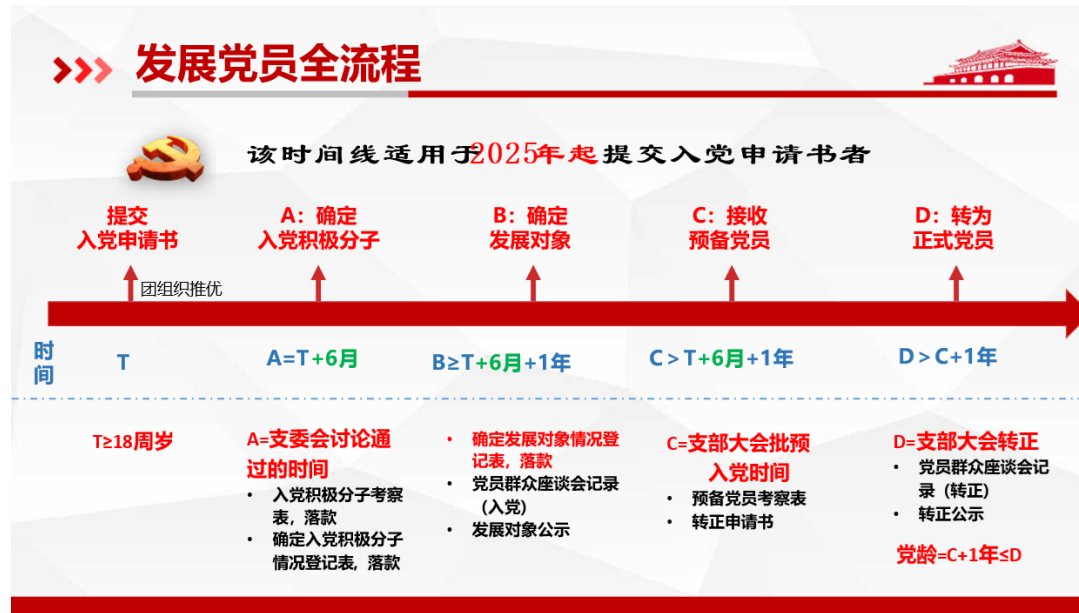 发展党员全流程
该时间线适用于2025年起提交入党申请书者
提交
入党申请书
A：确定
入党积极分子
B：确定
发展对象
C：接收
预备党员
D：转为
正式党员
团组织推优
时
间
T
A=T+6月
B≥T+6月+1年
C＞T+6月+1年
D＞C+1年
T≥18周岁
A=支委会讨论通
过的时间
• 入党积极分子考察
表，落款
• 确定入党积极分子
情况登记表，落款
• 确定发展对象情况登
记表，落款
• 党员群众座谈会记录
（入党）
• 发展对象公示
C=支部大会批预
入党时间
• 预备党员考察表
• 转正申请书
D=支部大会转正
• 党员群众座谈会记
录（转正）
• 转正公示
党龄=C+1年≤D